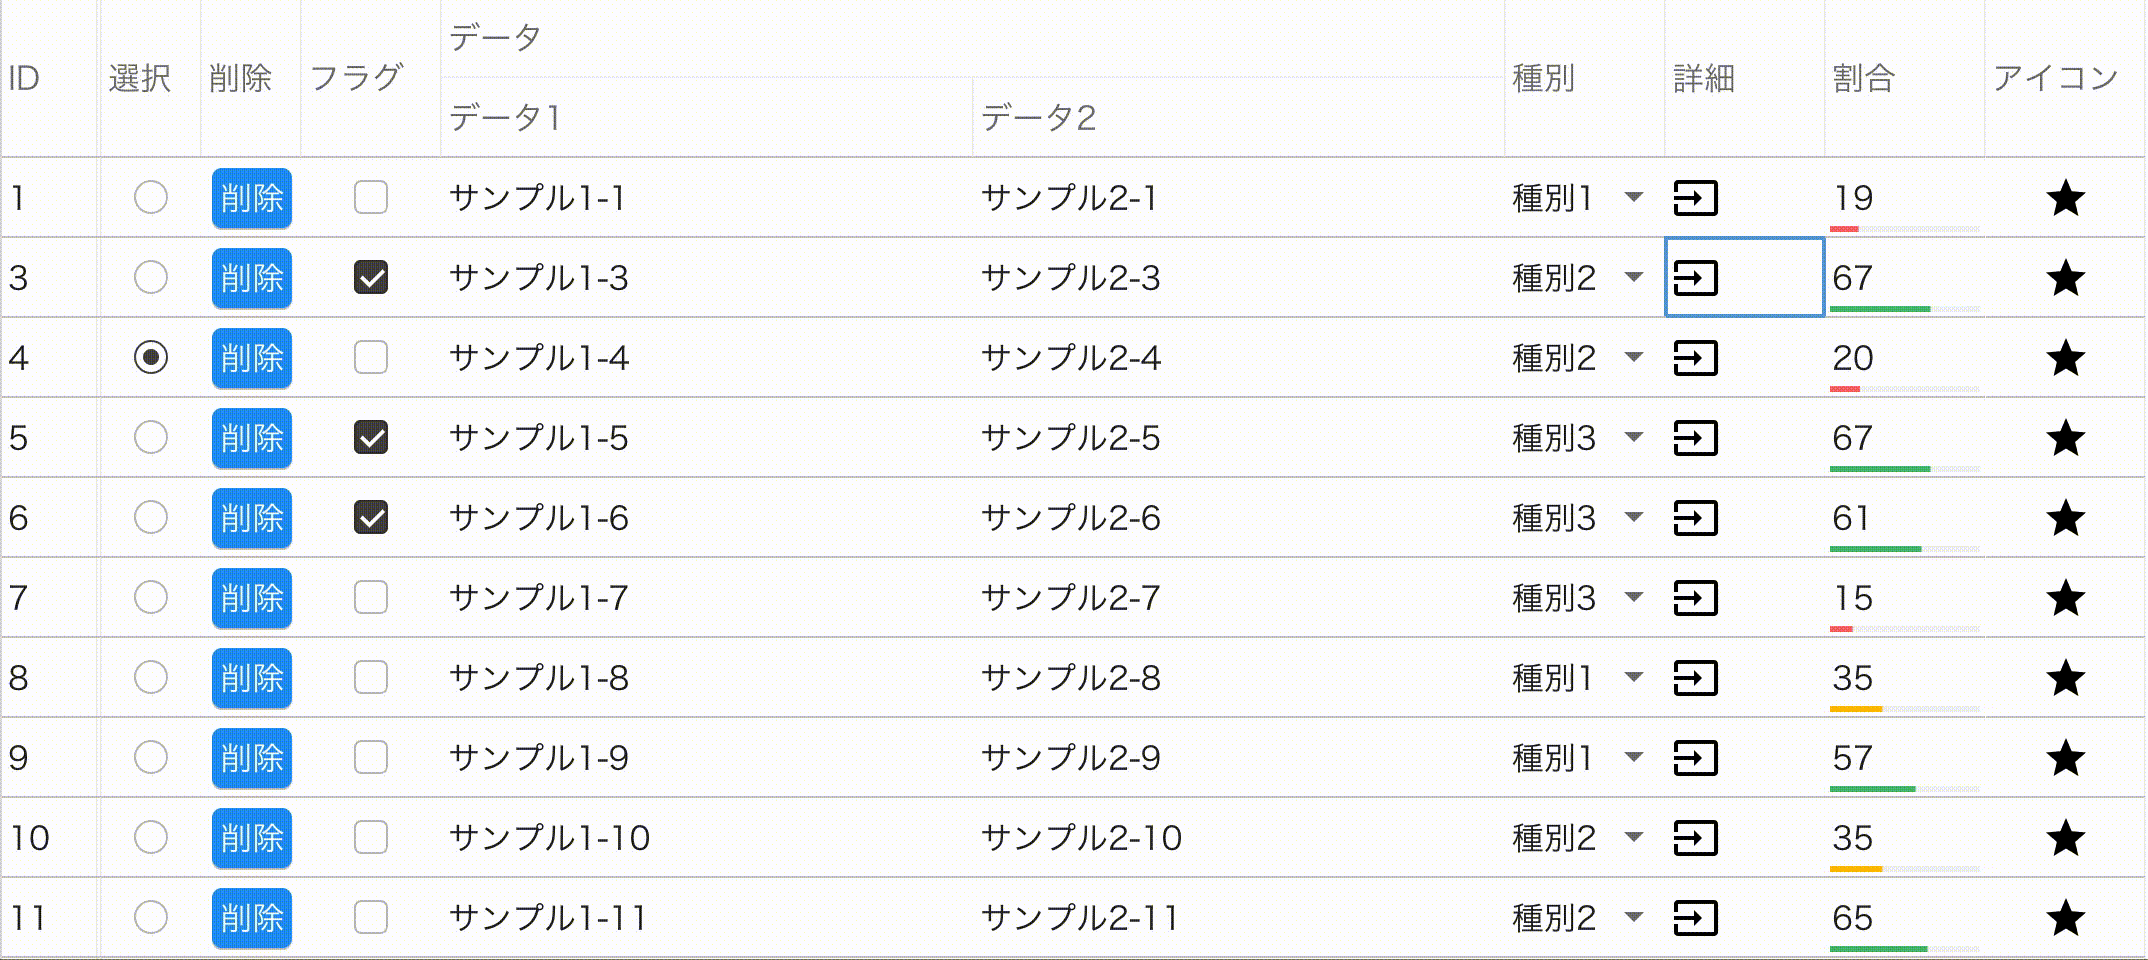 ID 選択 削除 フラグ データ 種別 詳細 割合 アイコン
データ1 データ2
1 削除 サンプル1-1 サンプル2-1 種別1 19
3 削除 サンプル1-3 サンプル2-3 種別2 67
4 削除 サンプル1-4 サンプル2-4 種別2 20
5 削除 サンプル1-5 サンプル2-5 種別3 67
6 削除 サンプル1-6 サンプル2-6 種別3 61
7 削除 サンプル1-7 サンプル2-7 種別3 15
8 削除 サンプル1-8 サンプル2-8 種別1 35
9 削除 サンプル1-9 サンプル2-9 種別1 57
10 削除 サンプル1-10 サンプル2-10 種別2 35
11 削除 サンプル1-11 サンプル2-11 種別2 65